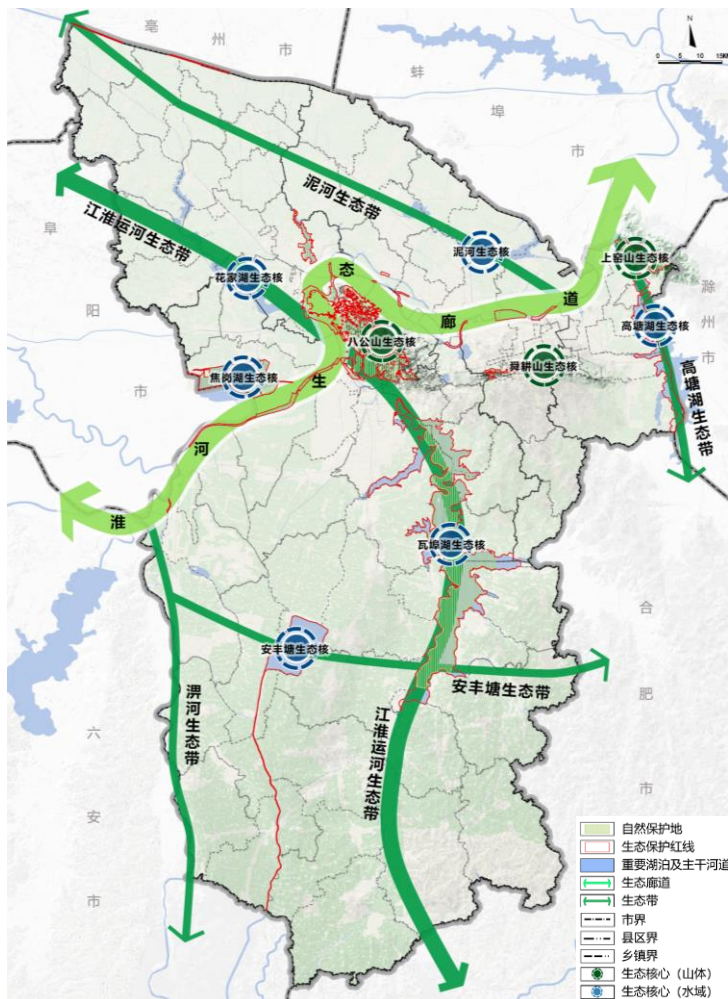 亳州市
蚌埠市
N
0 5 10 15KM
泥河生态带
阜阳市
江淮运河生态带
花家湖生态核
泥河生态核
上窑山生态核
滁州市
淮河生态廊道
八公山生态核
高塘湖生态核
舜耕山生态核
焦岗湖生态核
高塘湖生态带
瓦埠湖生态核
安丰塘生态核
安丰塘生态带
淠河生态带
江淮运河生态带
六安市
合肥市
自然保护地
生态保护红线
重要湖泊及主干河道
生态廊道
生态带
市界
县区界
乡镇界
生态核心（山体）
生态核心（水域）